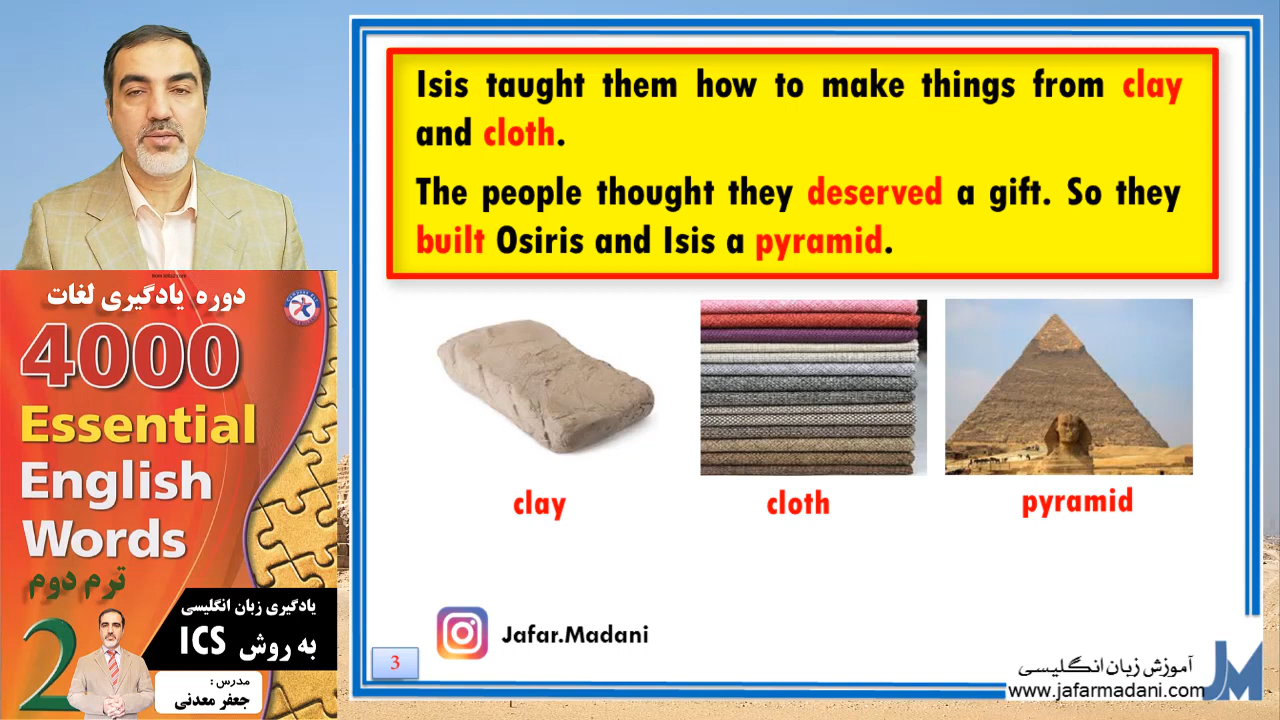 Isis taught them how to make things from clay
and cloth.
The people thought they deserved a gift. So they
built Osiris and Isis a pyramid.
clay
cloth
pyramid
Jafar.Madani
3
آموزش زبان انگلیسی
www.jafarmadani.com
JM
دوره یادگیری لغات
4000
Essential
English
Words
ترم دوم
2
یادگیری زبان انگلیسی
به روش ICS
مدرس :
جعفر معدنی